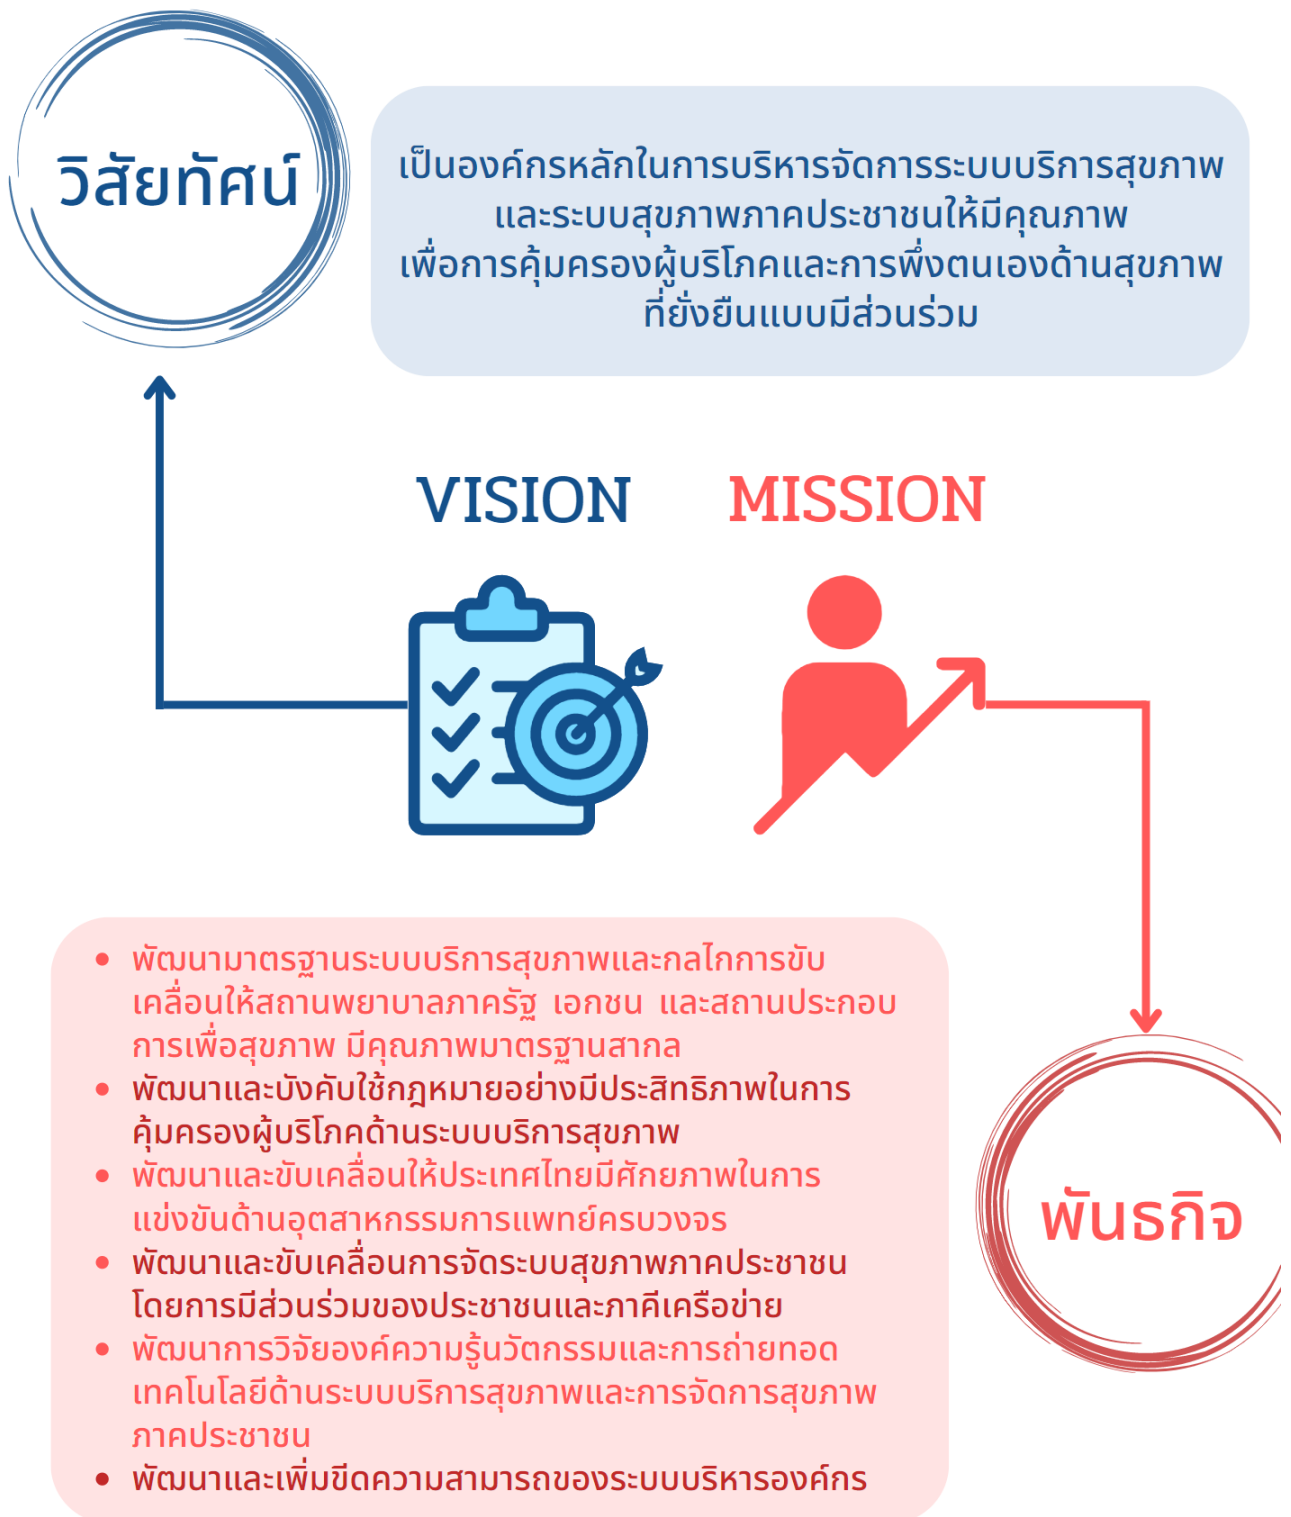 วิสัยทัศน์
เป็นองค์กรหลักในการบริหารจัดการระบบบริการสุขภาพ
และระบบสุขภาพภาคประชาชนให้มีคุณภาพ
เพื่อการคุ้มครองผู้บริโภคและการพึ่งตนเองด้านสุขภาพ
ที่ยั่งยืนแบบมีส่วนร่วม
VISION
MISSION
• พัฒนามาตรฐานระบบบริการสุขภาพและกลไกการขับ
เคลื่อนให้สถานพยาบาลภาครัฐ เอกชน และสถานประกอบ
การเพื่อสุขภาพ มีคุณภาพมาตรฐานสากล
• พัฒนาและบังคับใช้กฎหมายอย่างมีประสิทธิภาพในการ
คุ้มครองผู้บริโภคด้านระบบบริการสุขภาพ
• พัฒนาและขับเคลื่อนให้ประเทศไทยมีศักยภาพในการ
แข่งขันด้านอุตสาหกรรมการแพทย์ครบวงจร
• พัฒนาและขับเคลื่อนการจัดระบบสุขภาพภาคประชาชน
โดยการมีส่วนร่วมของประชาชนและภาคีเครือข่าย
• พัฒนาการวิจัยองค์ความรู้นวัตกรรมและการถ่ายทอด
เทคโนโลยีด้านระบบบริการสุขภาพและการจัดการสุขภาพ
ภาคประชาชน
• พัฒนาและเพิ่มขีดความสามารถของระบบบริหารองค์กร
พันธกิจ